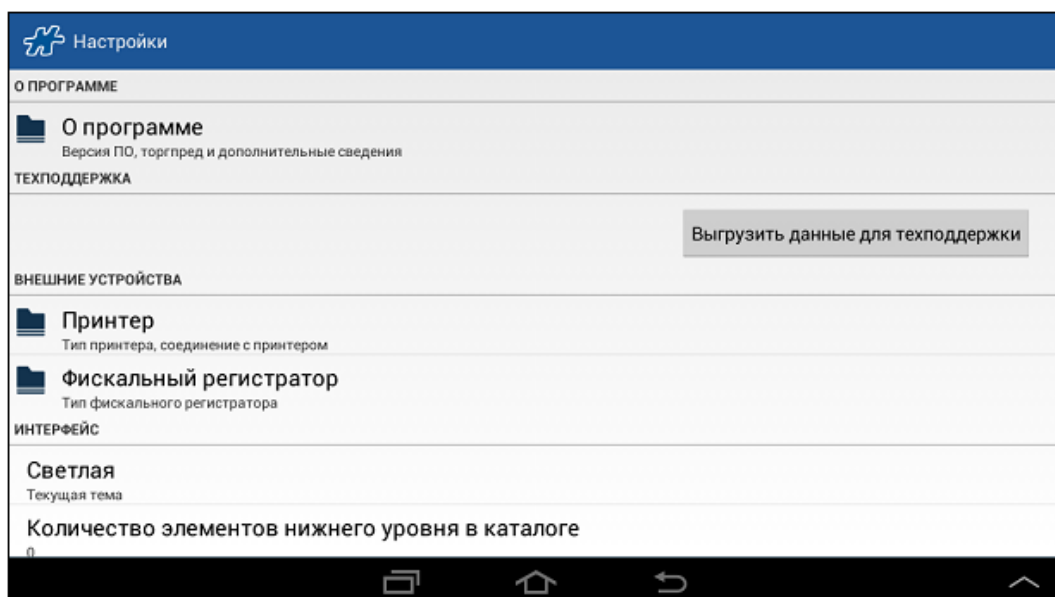 Настройки
О ПРОГРАММЕ
О программе
Версия ПО, торгпред и дополнительные сведения
ТЕХПОДДЕРЖКА
Выгрузить данные для техподдержки
ВНЕШНИЕ УСТРОЙСТВА
Принтер
Тип принтера, соединение с принтером
Фискальный регистратор
Тип фискального регистратора
ИНТЕРФЕЙС
Светлая
Текущая тема
Количество элементов нижнего уровня в каталоге
0